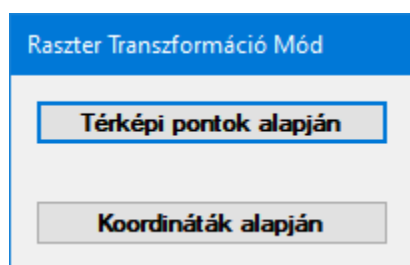 Raszter Transzformáció Mód
Térképi pontok alapján
Koordináták alapján